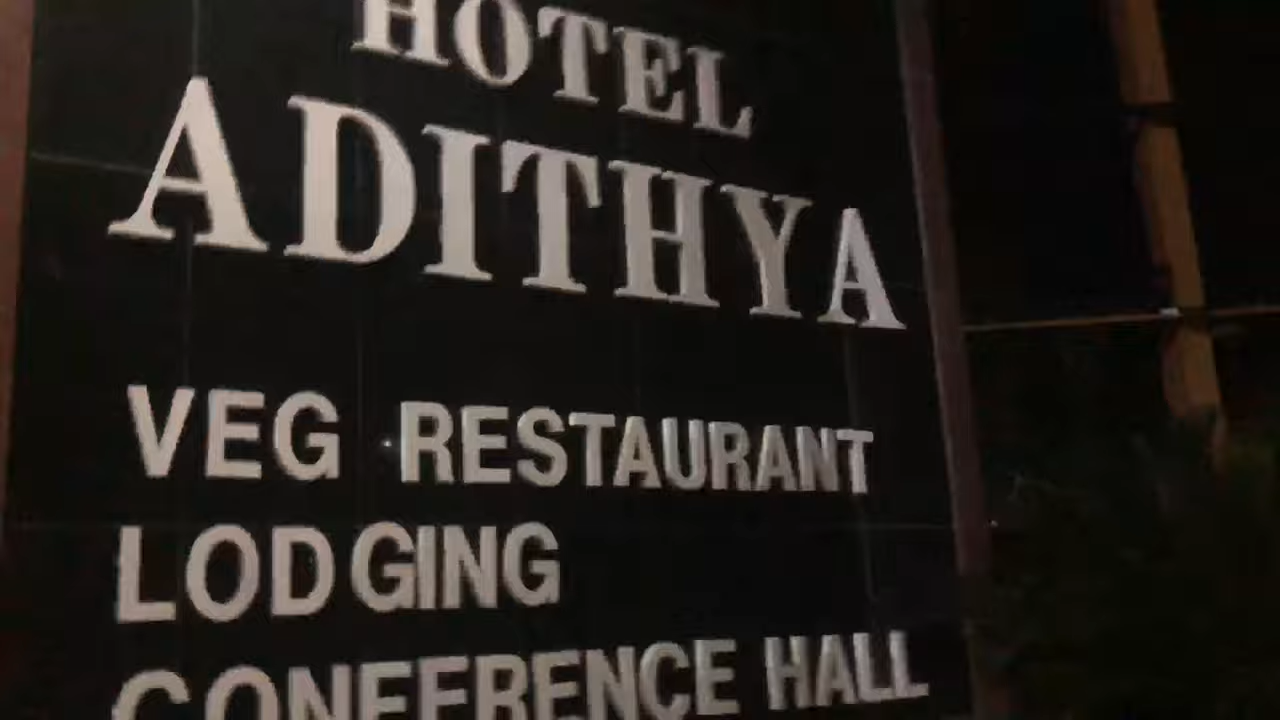 HOTEL
ADITHYA
VEG RESTAURANT
LODGING
CONFERENCE HALL